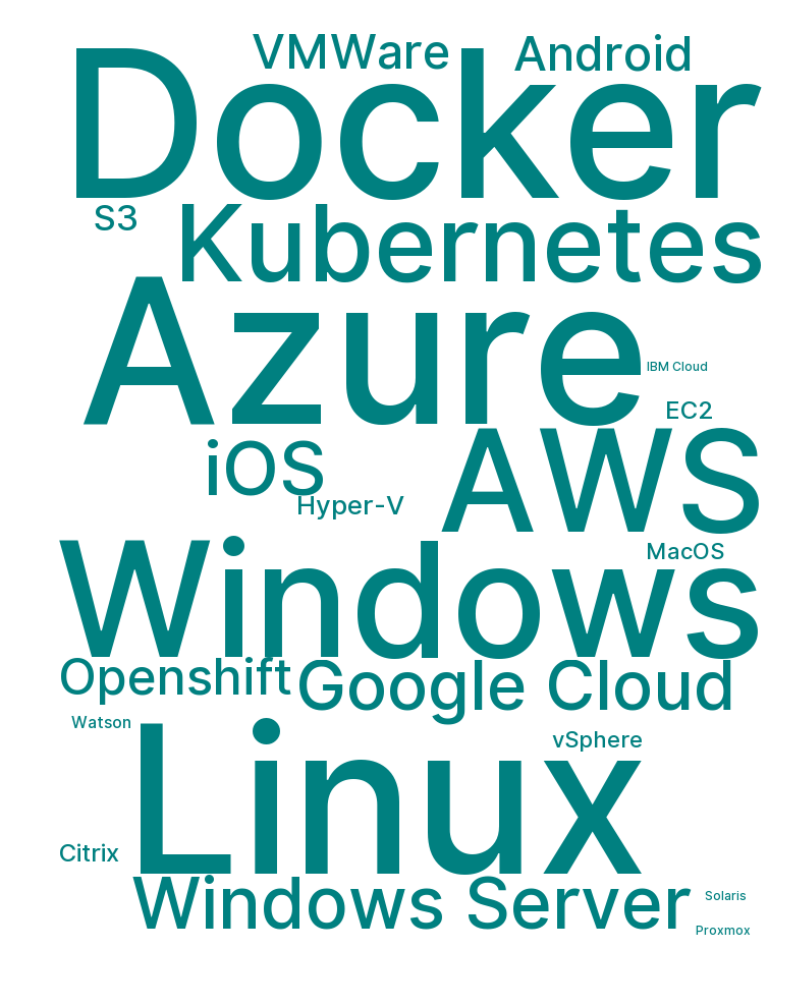 VMWare Android
Docker
S3
Kubernetes
Azure
IBM Cloud
EC2
iOS
AWS
Hyper-V
Windows
MacOS
Openshift
Google Cloud
Watson
Linux
vSphere
Citrix
Windows Server
Solaris
Proxmox